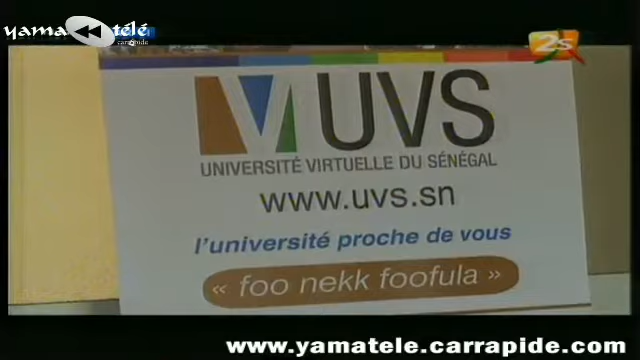 yama télé
carrapide
2s
UVS
UNIVERSITÉ VIRTUELLE DU SÉNÉGAL
www.uvs.sn
l'université proche de vous
« foo nekk foofula »
www.yamatele.carrapide.com